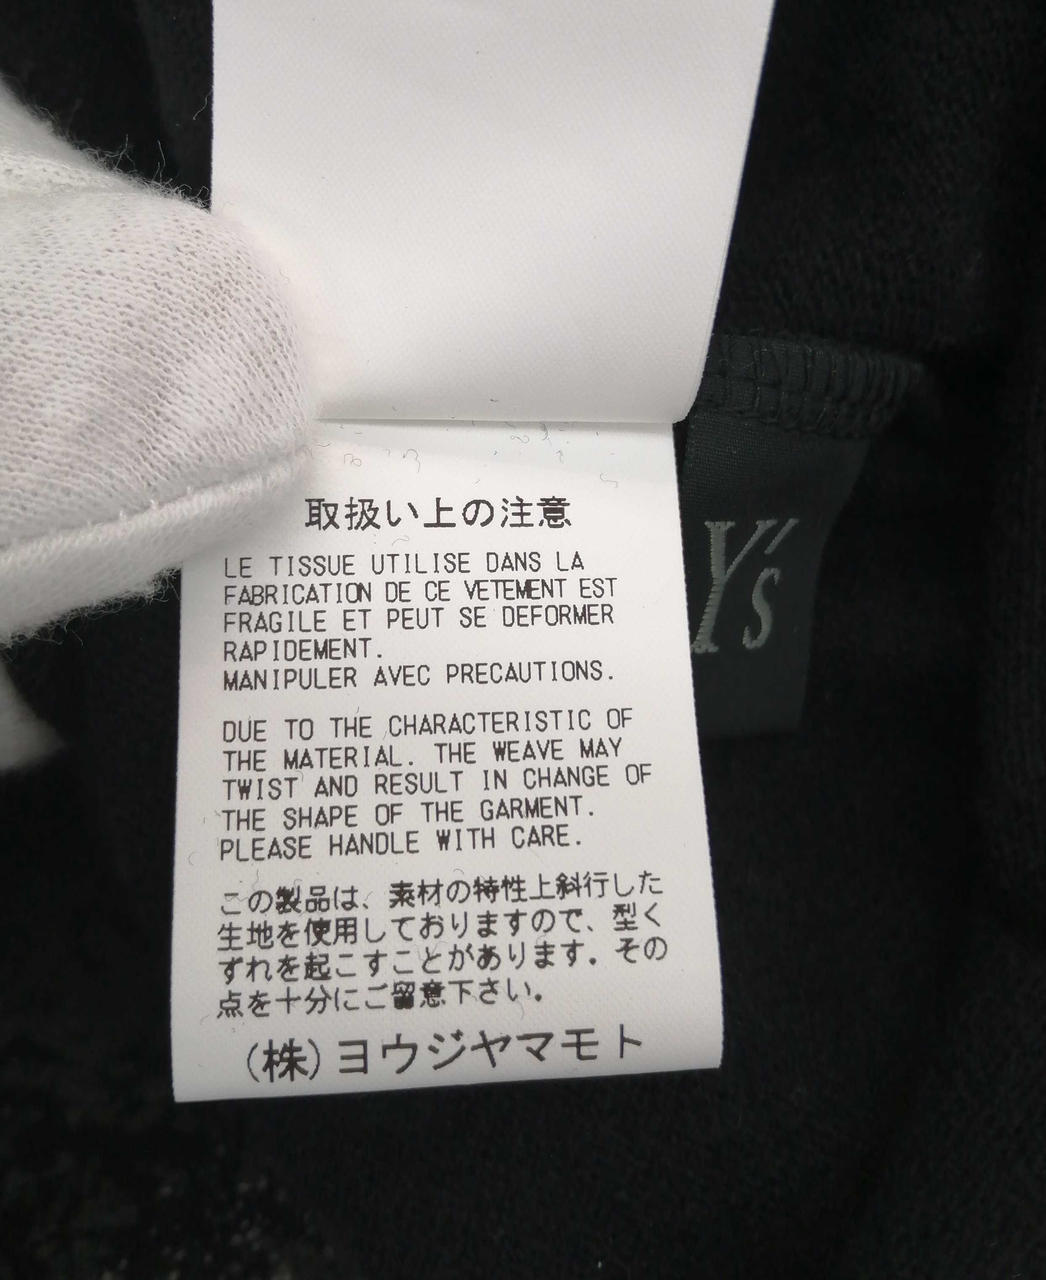 取扱い上の注意
LE TISSUE UTILISE DANS LA
FABRICATION DE CE VETEMENT EST
FRAGILE ET PEUT SE DEFORMER
RAPIDEMENT.
MANIPULER AVEC PRECAUTIONS.
DUE TO THE CHARACTERISTIC OF
THE MATERIAL. THE WEAVE MAY
TWIST AND RESULT IN CHANGE OF
THE SHAPE OF THE GARMENT.
PLEASE HANDLE WITH CARE.
この製品は、素材の特性上斜行した
生地を使用しておりますので、型く
ずれを起こすことがあります。その
点を十分にご留意下さい。
(株)ヨウジヤマモト
Y's